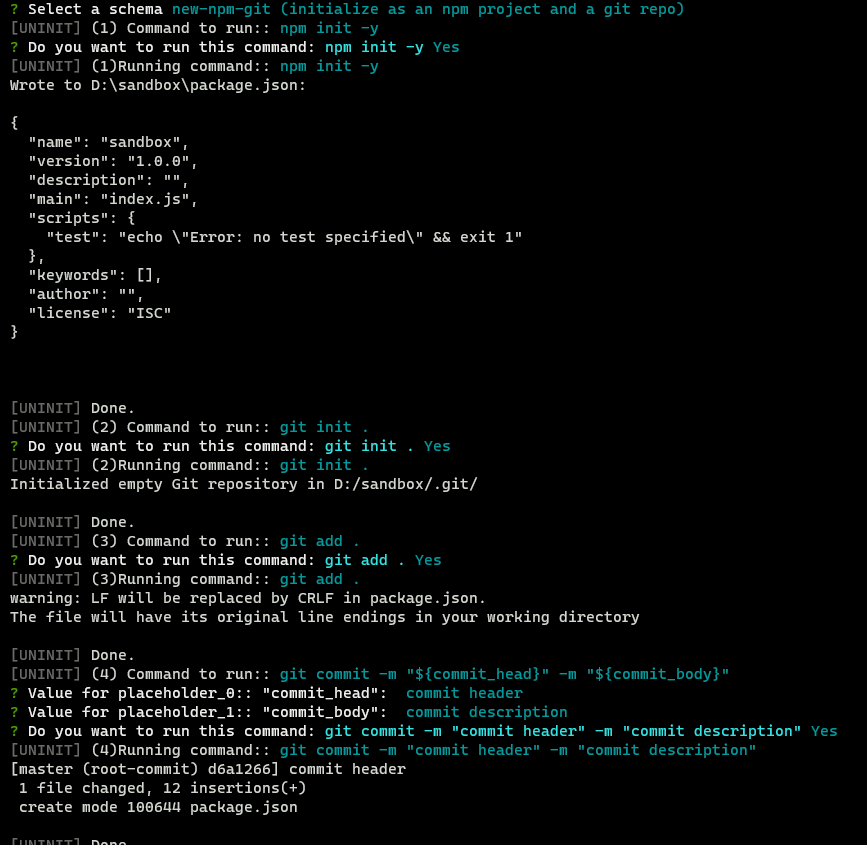 ? Select a schema new-npm-git (initialize as an npm project and a git repo)
[UNINIT] (1) Command to run:: npm init -y
? Do you want to run this command: npm init -y Yes
[UNINIT] (1)Running command:: npm init -y
Wrote to D:\sandbox\package.json:

{
  "name": "sandbox",
  "version": "1.0.0",
  "description": "",
  "main": "index.js",
  "scripts": {
    "test": "echo \"Error: no test specified\" && exit 1"
  },
  "keywords": [],
  "author": "",
  "license": "ISC"
}

[UNINIT] Done.
[UNINIT] (2) Command to run:: git init .
? Do you want to run this command: git init . Yes
[UNINIT] (2)Running command:: git init .
Initialized empty Git repository in D:/sandbox/.git/

[UNINIT] Done.
[UNINIT] (3) Command to run:: git add .
? Do you want to run this command: git add . Yes
[UNINIT] (3)Running command:: git add .
warning: LF will be replaced by CRLF in package.json.
The file will have its original line endings in your working directory

[UNINIT] Done.
[UNINIT] (4) Command to run:: git commit -m "${commit_head}" -m "${commit_body}"
? Value for placeholder_0:: "commit_head":  commit header
? Value for placeholder_1:: "commit_body":  commit description
? Do you want to run this command: git commit -m "commit header" -m "commit description" Yes
[UNINIT] (4)Running command:: git commit -m "commit header" -m "commit description"
[master (root-commit) d6a1266] commit header
 1 file changed, 12 insertions(+)
 create mode 100644 package.json

[UNINIT] Done.